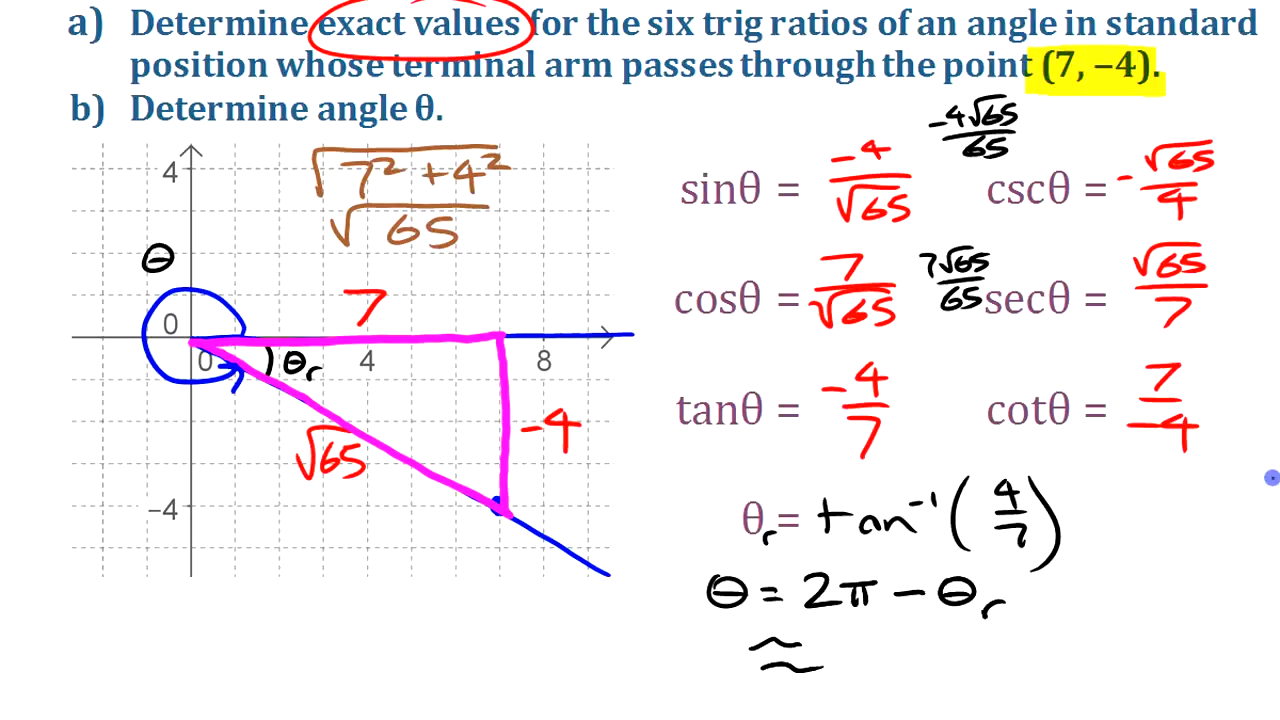 a) Determine exact values for the six trig ratios of an angle in standard
position whose terminal arm passes through the point (7, −4).
b) Determine angle θ.
√(7² + 4²)
√65
θ
7
4
0
0
4
8
−4
θr
√65
-4
sinθ = -4/√65
-4√65/65
cscθ = -√65/4
cosθ = 7/√65
7√65/65
secθ = √65/7
tanθ = -4/7
cotθ = 7/-4
θr = tan⁻¹(4/7)
θ = 2π − θr
≈